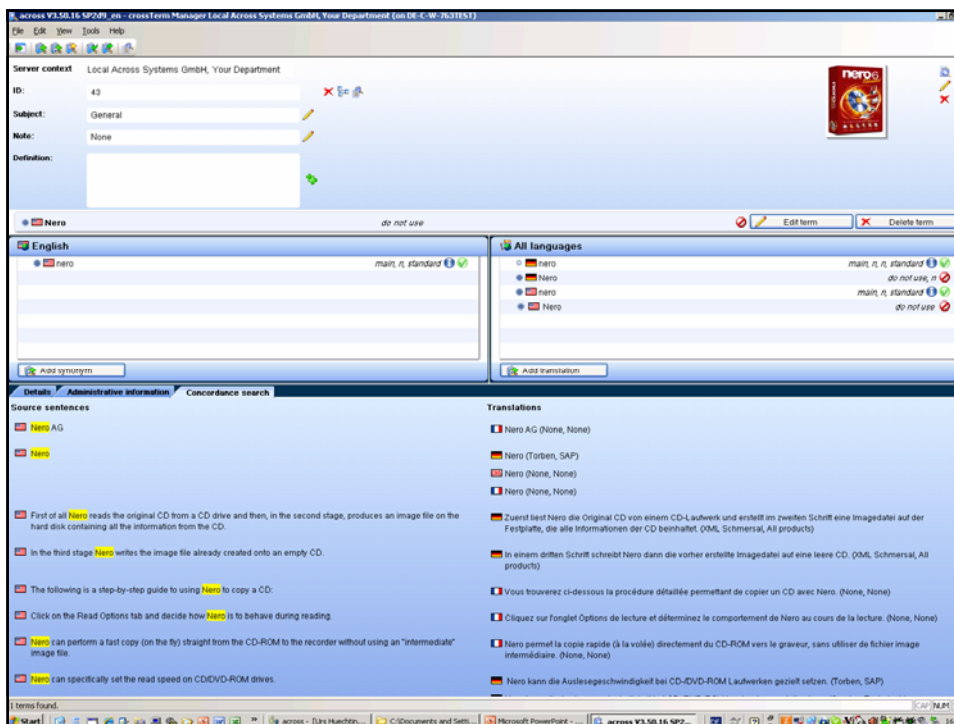 across V3.50.16 SP2d9_en - crossTerm Manager Local Across Systems GmbH, Your Department (on DE-C-W-763TEST)
File Edit View Tools Help
Server context Local Across Systems GmbH, Your Department
nero 6
ID: 43
Subject: General
Note: None
Definition:
Nero do not use Edit term Delete term
English All languages
nero main, n, standard nero main, n, standard
Nero do not use, n
nero main, n, standard
Nero do not use
Add synonym Add translation
Details Administrative information Concordance search
Source sentences Translations
Nero AG Nero AG (None, None)
Nero Nero (Torben, SAP)
Nero (None, None)
Nero (None, None)
First of all Nero reads the original CD from a CD drive and then, in the second stage, produces an image file on the
hard disk containing all the information from the CD.
Zuerst liest Nero die Original CD von einem CD-Laufwerk und erstellt im zweiten Schritt eine Imagedatei auf der
Festplatte, die alle Informationen der CD beinhaltet. (XML Schmersal, All
products)
In the third stage Nero writes the image file already created onto an empty CD.
In einem dritten Schritt schreibt Nero dann die vorher erstellte Imagedatei auf eine leere CD. (XML Schmersal, All
products)
The following is a step-by-step guide to using Nero to copy a CD:
Vous trouverez ci-dessous la procédure détaillée permettant de copier un CD avec Nero. (None, None)
Click on the Read Options tab and decide how Nero is to behave during reading.
Cliquez sur l'onglet Options de lecture et déterminez le comportement de Nero au cours de la lecture. (None, None)
Nero can perform a fast copy (on the fly) straight from the CD-ROM to the recorder without using an "intermediate"
image file.
Nero permet la copie rapide (à la volée) directement du CD-ROM vers le graveur, sans utiliser de fichier image
intermédiaire. (None, None)
Nero can specifically set the read speed on CD/DVD-ROM drives.
Nero kann die Auslesegeschwindigkeit bei CD-/DVD-ROM Laufwerken gezielt setzen. (Torben, SAP)
1 terms found. CAP NUM
Start across - [Urs Huechtin... C:\Documents and Setti... Microsoft PowerPoint - ... across V3.50.16 SP2...